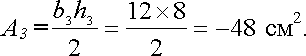 A₃ = b₃h₃/2 = 12×8/2 = −48 см².